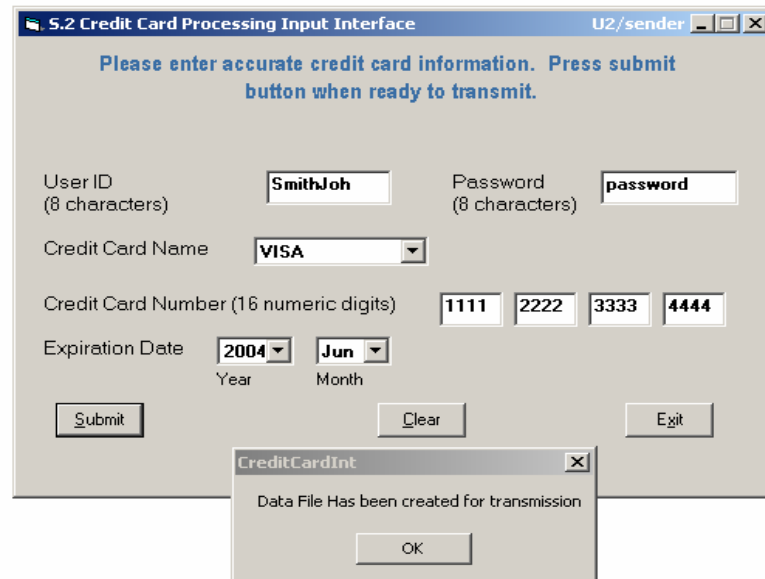 S.2 Credit Card Processing Input Interface U2/sender
Please enter accurate credit card information. Press submit
button when ready to transmit.
User ID SmithJoh Password password
(8 characters) (8 characters)
Credit Card Name VISA
Credit Card Number (16 numeric digits) 1111 2222 3333 4444
Expiration Date 2004 Jun
Year Month
Submit Clear Exit
CreditCardInt
Data File Has been created for transmission
OK